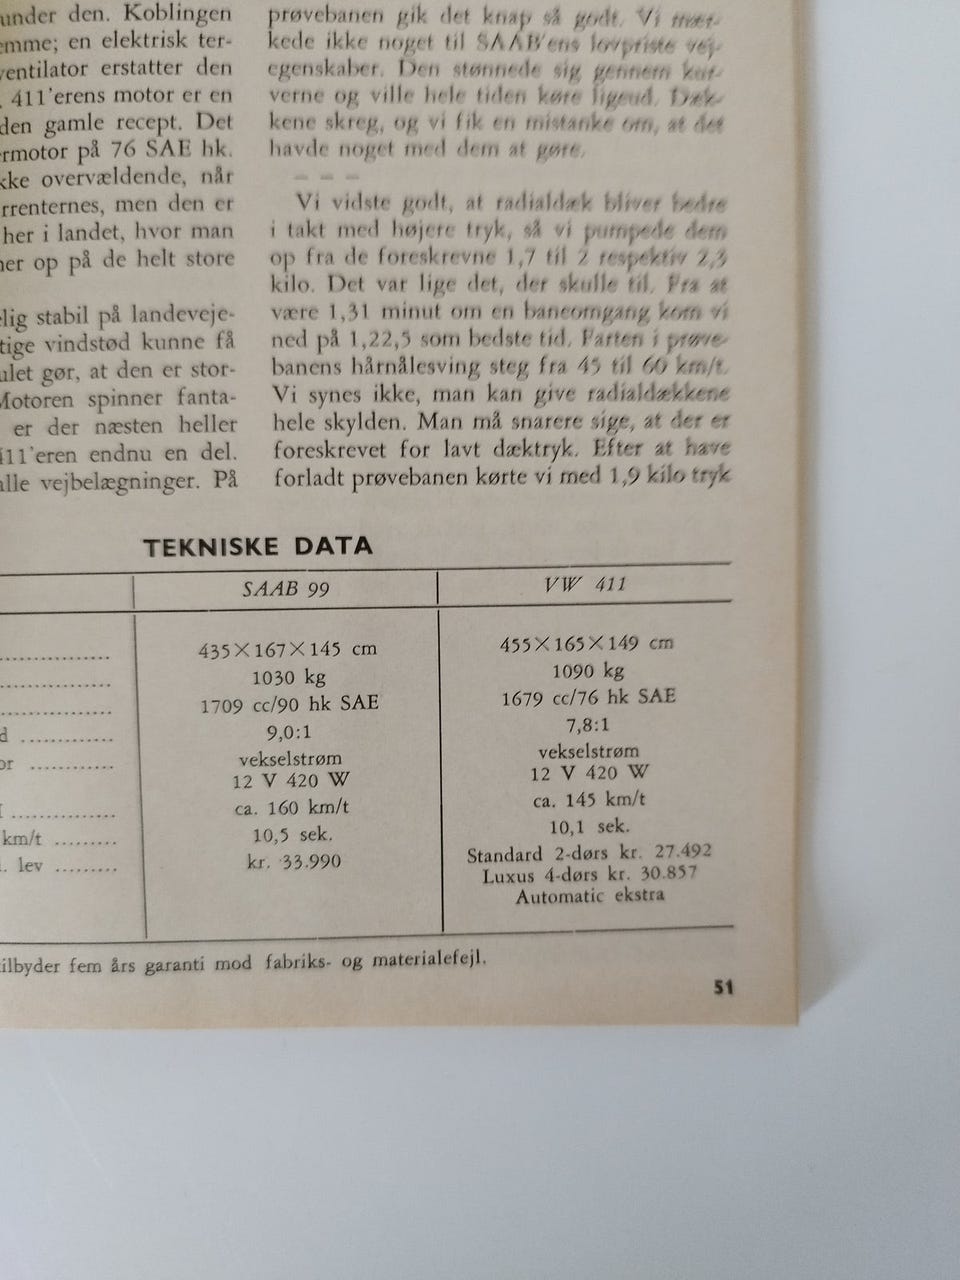 under den. Koblingen
emme; en elektrisk ter-
ventilator erstatter den
. 411'erens motor er en
den gamle recept. Det
rmotor på 76 SAE hk.
kke overvældende, når
rrenternes, men den er
her i landet, hvor man
ner op på de helt store
elig stabil på landeveje-
tige vindstød kunne få
ulet gør, at den er stor-
Motoren spinner fanta-
er der næsten heller
411'eren endnu en del.
alle vejbelægninger. På
prøvebanen gik det knap så godt. Vi mær-
kede ikke noget til SAAB'ens lovpriste vej-
egenskaber. Den stønnede sig gennem kur-
verne og ville hele tiden køre ligeud. Dæk-
kene skreg, og vi fik en mistanke om, at det
havde noget med dem at gøre.
– – –
Vi vidste godt, at radialdæk bliver bedre
i takt med højere tryk, så vi pumpede dem
op fra de foreskrevne 1,7 til 2 respektiv 2,3
kilo. Det var lige det, der skulle til. Fra at
være 1,31 minut om en baneomgang kom vi
ned på 1,22,5 som bedste tid. Farten i prøve-
banens hårnålesving steg fra 45 til 60 km/t.
Vi synes ikke, man kan give radialdækkene
hele skylden. Man må snarere sige, at der er
foreskrevet for lavt dæktryk. Efter at have
forladt prøvebanen kørte vi med 1,9 kilo tryk
TEKNISKE DATA
SAAB 99 VW 411
.................. 435×167×145 cm 455×165×149 cm
.................. 1030 kg 1090 kg
.................. 1709 cc/90 hk SAE 1679 cc/76 hk SAE
d ............... 9,0:1 7,8:1
or ............. vekselstrøm vekselstrøm
12 V 420 W 12 V 420 W
................ ca. 160 km/t ca. 145 km/t
km/t ......... 10,5 sek. 10,1 sek.
. lev ......... kr. 33.990 Standard 2-dørs kr. 27.492
Luxus 4-dørs kr. 30.857
Automatic ekstra
tilbyder fem års garanti mod fabriks- og materialefejl.
51